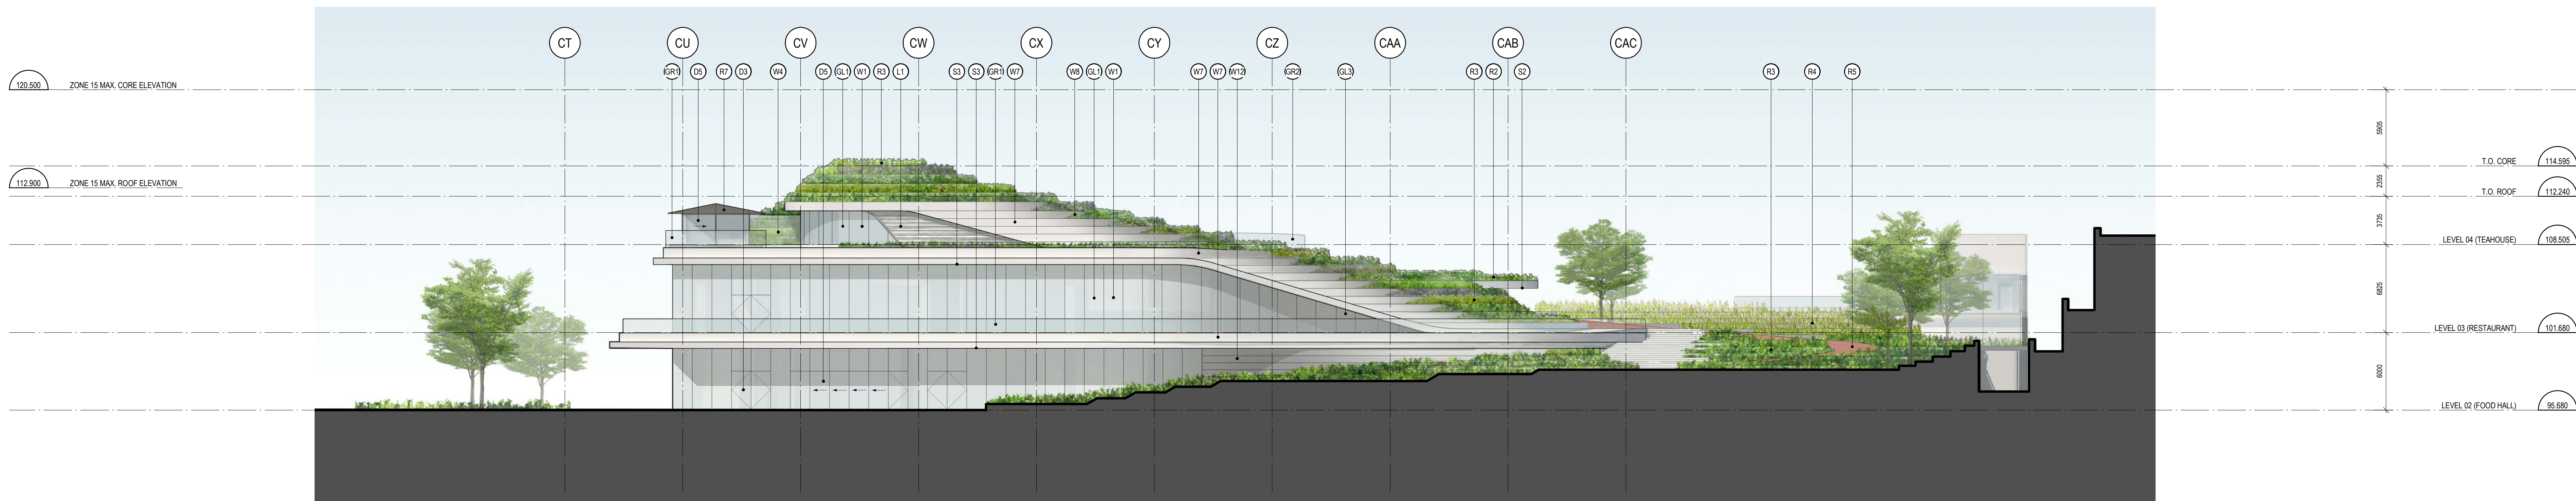 CT CU CV CW CX CY CZ CAA CAB CAC
(GR1) D5 R7 D3 W4 D5 (GL1) W1 R3 L1 S3 S3 (GR1) W7 W8 (GL1) W1 W7 W7 (W12) (GR2) GL3 R3 R2 S2 R3 R4 R5
120.500 ZONE 15 MAX. CORE ELEVATION
5905
T.O. CORE 114.595
112.900 ZONE 15 MAX. ROOF ELEVATION
2355
T.O. ROOF 112.240
3735
LEVEL 04 (TEAHOUSE) 108.505
6825
LEVEL 03 (RESTAURANT) 101.680
6000
LEVEL 02 (FOOD HALL) 95.680